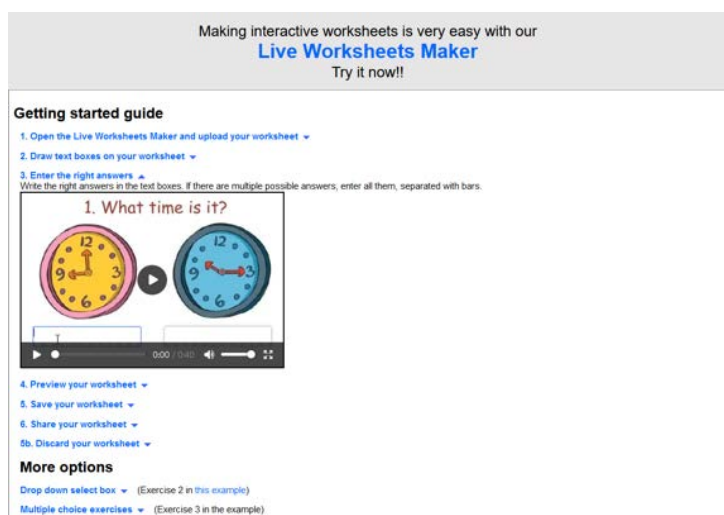 Making interactive worksheets is very easy with our
Live Worksheets Maker
Try it now!!
Getting started guide
1. Open the Live Worksheets Maker and upload your worksheet
2. Draw text boxes on your worksheet
3. Enter the right answers
Write the right answers in the text boxes. If there are multiple possible answers, enter all them, separated with bars.
1. What time is it?
12 12
9 3 9 3
6 6
0:00 / 0:40
4. Preview your worksheet
5. Save your worksheet
6. Share your worksheet
5b. Discard your worksheet
More options
Drop down select box (Exercise 2 in this example)
Multiple choice exercises (Exercise 3 in the example)